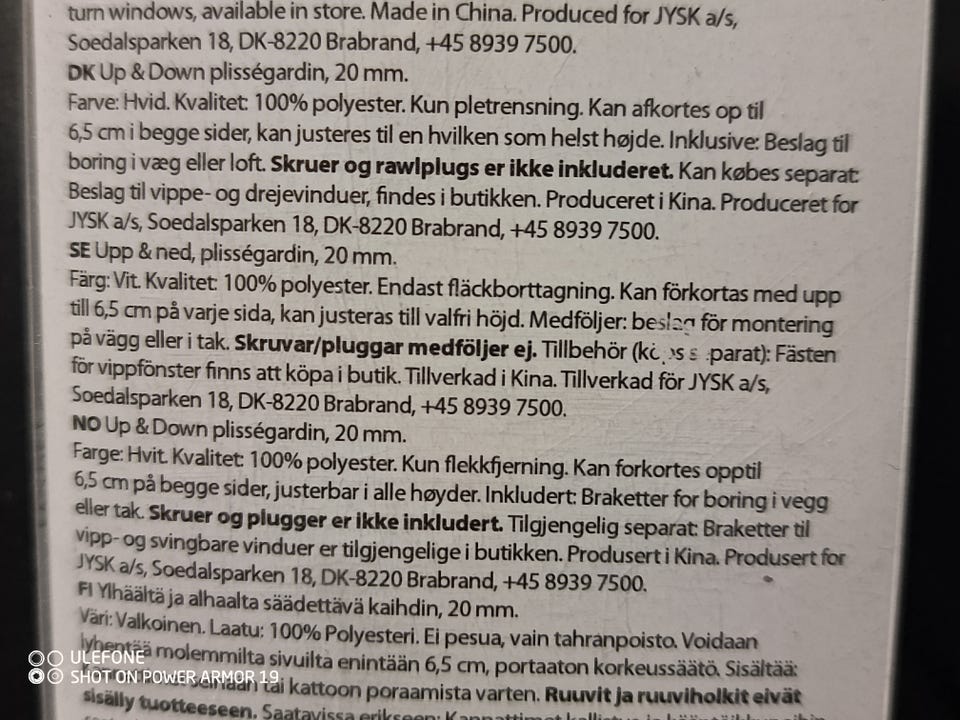 turn windows, available in store. Made in China. Produced for JYSK a/s,
Soedalsparken 18, DK-8220 Brabrand, +45 8939 7500.
DK Up & Down plisségardin, 20 mm.
Farve: Hvid. Kvalitet: 100% polyester. Kun pletrensning. Kan afkortes op til
6,5 cm i begge sider, kan justeres til en hvilken som helst højde. Inklusive: Beslag til
boring i væg eller loft. Skruer og rawlplugs er ikke inkluderet. Kan købes separat:
Beslag til vippe- og drejevinduer, findes i butikken. Produceret i Kina. Produceret for
JYSK a/s, Soedalsparken 18, DK-8220 Brabrand, +45 8939 7500.
SE Upp & ned, plisségardin, 20 mm.
Färg: Vit. Kvalitet: 100% polyester. Endast fläckborttagning. Kan förkortas med upp
till 6,5 cm på varje sida, kan justeras till valfri höjd. Medföljer: beslag för montering
på vägg eller i tak. Skruvar/pluggar medföljer ej. Tillbehör Fästen
för vippfönster finns att köpa i butik. Tillverkad i Kina. Tillverkad för JYSK a/s,
Soedalsparken 18, DK-8220 Brabrand, +45 8939 7500.
NO Up & Down plisségardin, 20 mm.
Farge: Hvit. Kvalitet: 100% polyester. Kun flekkfjerning. Kan forkortes opptil
6,5 cm på begge sider, justerbar i alle høyder. Inkludert: Braketter for boring i vegg
eller tak. Skruer og plugger er ikke inkludert. Tilgjengelig separat: Braketter til
vipp- og svingbare vinduer er tilgjengelige i butikken. Produsert i Kina. Produsert for
JYSK a/s, Soedalsparken 18, DK-8220 Brabrand, +45 8939 7500.
FI Ylhäältä ja alhaalta säädettävä kaihdin, 20 mm.
Väri: Valkoinen. Laatu: 100% Polyesteri. Ei pesua, vain tahranpoisto. Voidaan
lyhentää molemmilta sivuilta enintään 6,5 cm, portaaton korkeussäätö. Sisältää:
seinään tai kattoon poraamista varten. Ruuvit ja ruuviholkit eivät
sisälly tuotteeseen. Saatavissa erikseen:
ULEFONE
SHOT ON POWER ARMOR 19